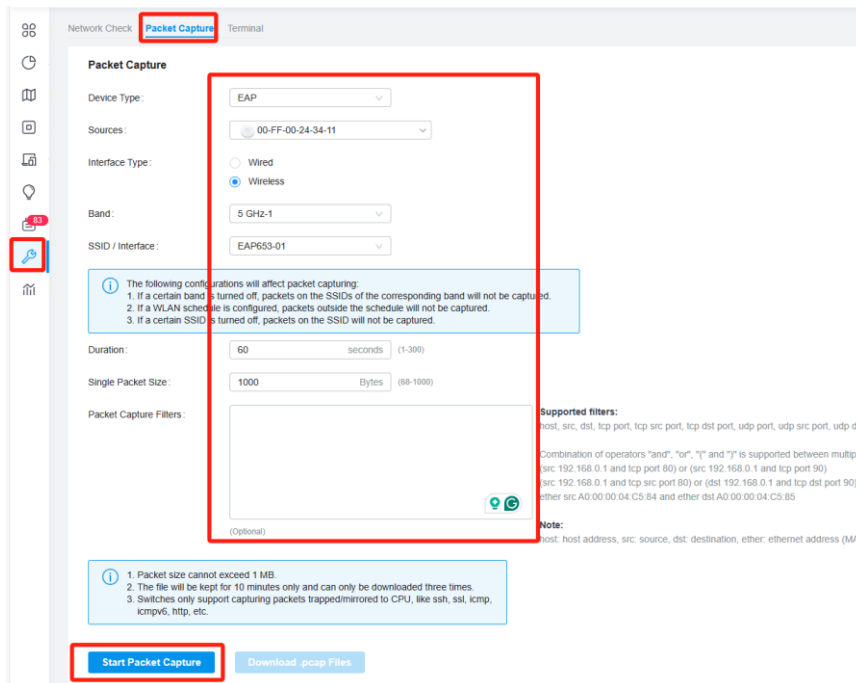 Network Check Packet Capture Terminal
Packet Capture
Device Type: EAP
Sources: 00-FF-00-24-34-11
Interface Type: Wired
Wireless
83
Band: 5 GHz-1
SSID / Interface: EAP653-01
The following configurations will affect packet capturing:
1. If a certain band is turned off, packets on the SSIDs of the corresponding band will not be captured.
2. If a WLAN schedule is configured, packets outside the schedule will not be captured.
3. If a certain SSID is turned off, packets on the SSID will not be captured.
Duration: 60 seconds (1-300)
Single Packet Size: 1000 Bytes (68-1000)
Packet Capture Filters:
Supported filters:
host, src, dst, tcp port, tcp src port, tcp dst port, udp port, udp src port, udp d
Combination of operators "and", "or", "(" and ")" is supported between multip
(src 192.168.0.1 and tcp port 80) or (src 192.168.0.1 and tcp port 90)
(src 192.168.0.1 and tcp src port 80) or (dst 192.168.0.1 and tcp dst port 90)
ether src A0:00:00:04:C5:84 and ether dst A0:00:00:04:C5:85
Note:
(Optional)
host: host address, src: source, dst: destination, ether: ethernet address (MA
1. Packet size cannot exceed 1 MB.
2. The file will be kept for 10 minutes only and can only be downloaded three times.
3. Switches only support capturing packets trapped/mirrored to CPU, like ssh, ssl, icmp,
icmpv6, http, etc.
Start Packet Capture Download .pcap Files